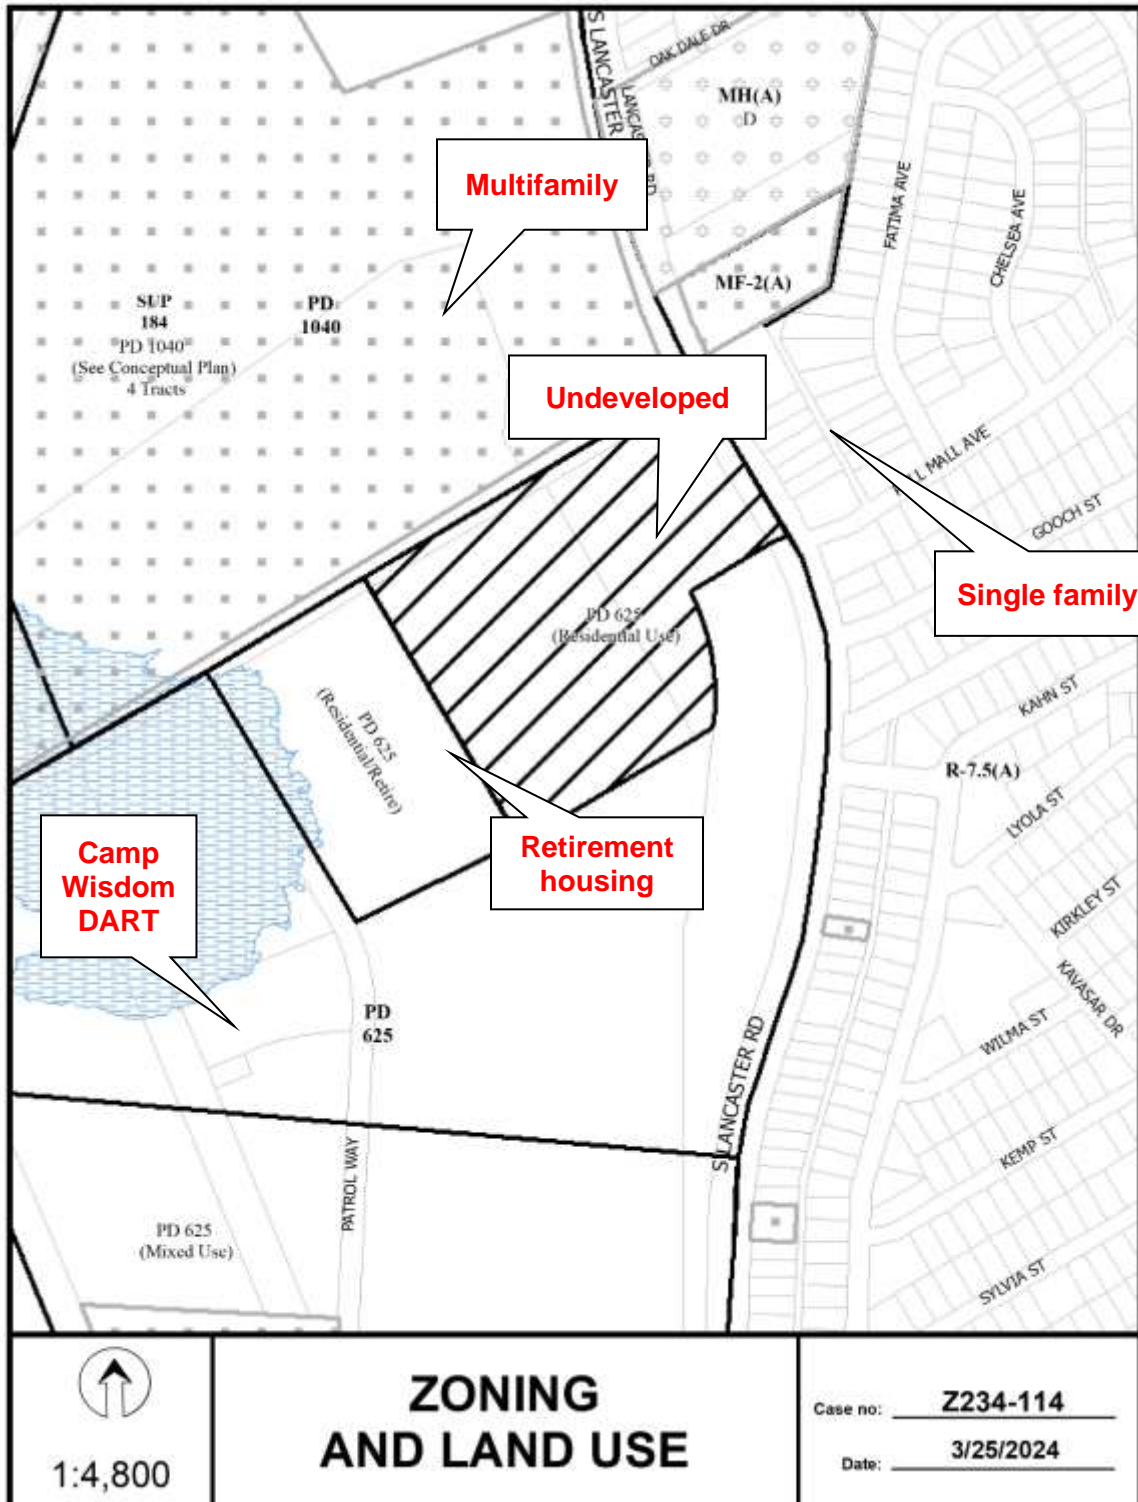 S LANCASTER
OAK DALE DR
LANCASTER RD
MH(A)
D
Multifamily
FATIMA AVE
CHELSEA AVE
MF-2(A)
SUP
184
PD 1040
(See Conceptual Plan)
4 Tracts
PD
1040
Undeveloped
MALL AVE
GOOCH ST
Single family
PD 625
(Residential Use)
KAHN ST
PD 625
(Residential/Retire)
R-7.5(A)
LYOLA ST
Camp
Wisdom
DART
Retirement
housing
KIRKLEY ST
KAVASAR DR
PD
625
WILMA ST
S LANCASTER RD
KEMP ST
PATROL WAY
PD 625
(Mixed Use)
SYLVIA ST
1:4,800
ZONING
AND LAND USE
Case no: Z234-114
Date: 3/25/2024